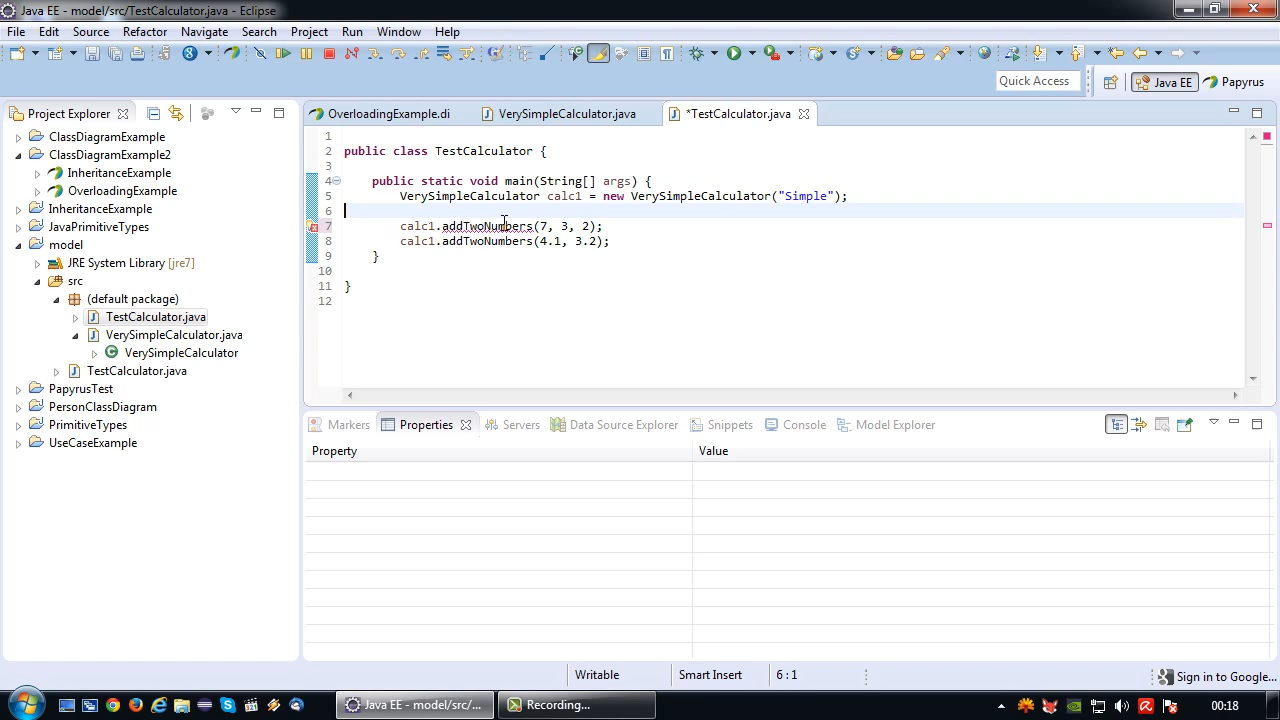 Java EE - model/src/TestCalculator.java - Eclipse
File Edit Source Refactor Navigate Search Project Run Window Help
Quick Access
Java EE
Papyrus
Project Explorer
OverloadingExample.di
VerySimpleCalculator.java
*TestCalculator.java
ClassDiagramExample
ClassDiagramExample2
InheritanceExample
OverloadingExample
InheritanceExample
JavaPrimitiveTypes
model
JRE System Library [jre7]
src
(default package)
TestCalculator.java
VerySimpleCalculator.java
VerySimpleCalculator
TestCalculator.java
PapyrusTest
PersonClassDiagram
PrimitiveTypes
UseCaseExample
1
2 public class TestCalculator {
3
4 public static void main(String[] args) {
5 VerySimpleCalculator calc1 = new VerySimpleCalculator("Simple");
6
7 calc1.addTwoNumbers(7, 3, 2);
8 calc1.addTwoNumbers(4.1, 3.2);
9 }
10
11 }
12
Markers
Properties
Servers
Data Source Explorer
Snippets
Console
Model Explorer
Property Value
Writable Smart Insert 6 : 1
Sign in to Google...
Java EE - model/src/...
Recording...
00:18